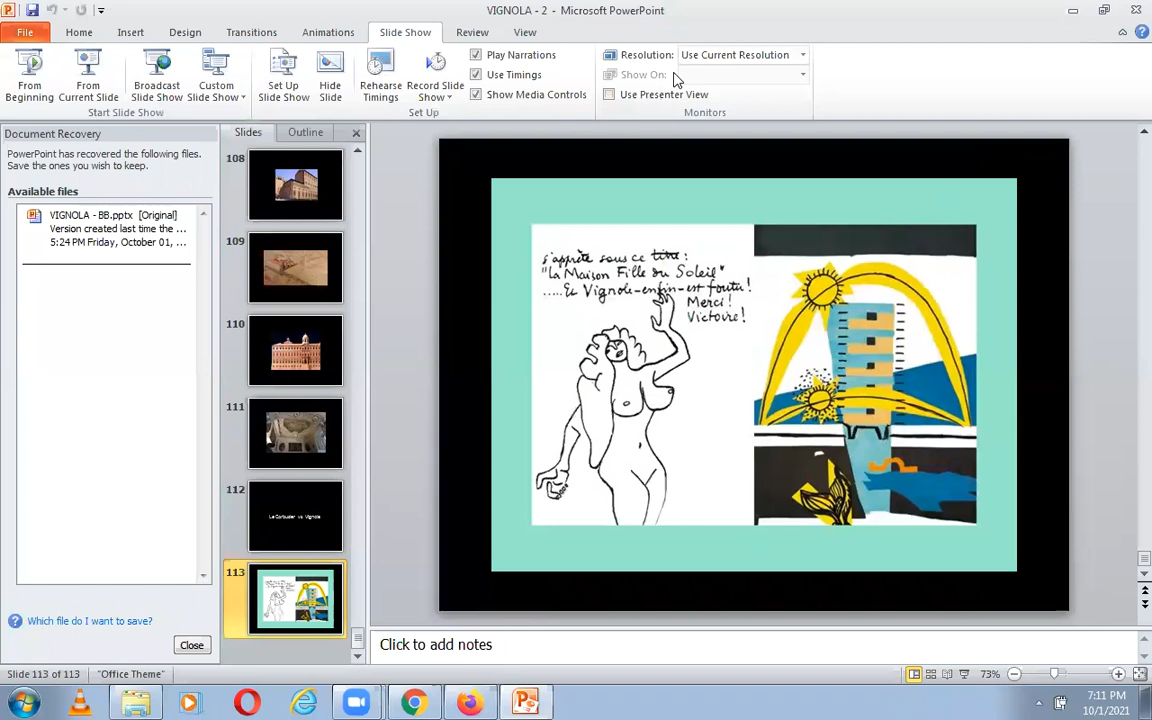 VIGNOLA - 2 - Microsoft PowerPoint
File Home Insert Design Transitions Animations Slide Show Review View
From Beginning
From Current Slide
Broadcast Slide Show
Custom Slide Show
Start Slide Show
Set Up Slide Show
Hide Slide
Rehearse Timings
Record Slide Show
Play Narrations
Use Timings
Show Media Controls
Set Up
Resolution: Use Current Resolution
Show On:
Use Presenter View
Monitors
Document Recovery
PowerPoint has recovered the following files.
Save the ones you wish to keep.
Available files
VIGNOLA - BB.pptx [Original]
Version created last time the ...
5:24 PM Friday, October 01, ...
Which file do I want to save?
Close
Slides Outline
108
109
110
111
112
Le Corbusier vs Vignola
113
s'apprête sous ce titre :
"La Maison Fille du Soleil"
..... Et Vignole-enfin-est foutu !
Merci !
Victoire !
Click to add notes
Slide 113 of 113 "Office Theme" 73%
7:11 PM
10/1/2021